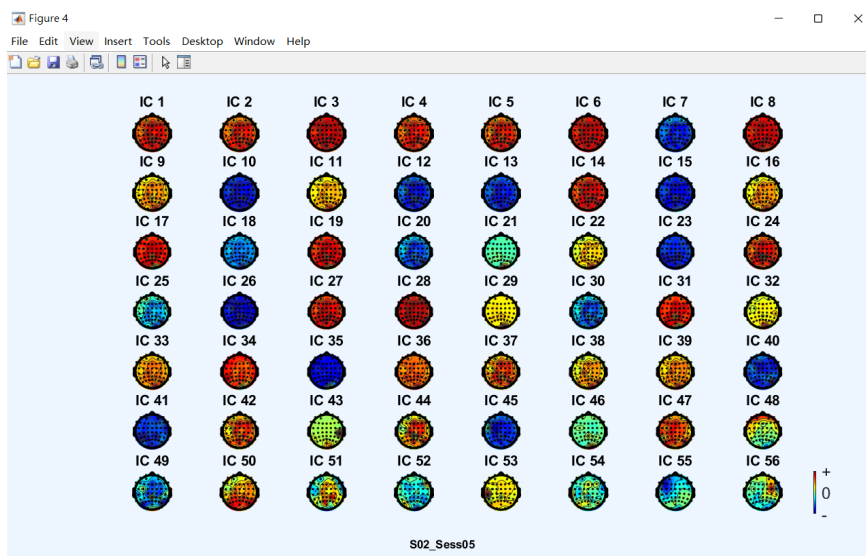 Figure 4
File Edit View Insert Tools Desktop Window Help
IC 1 IC 2 IC 3 IC 4 IC 5 IC 6 IC 7 IC 8
IC 9 IC 10 IC 11 IC 12 IC 13 IC 14 IC 15 IC 16
IC 17 IC 18 IC 19 IC 20 IC 21 IC 22 IC 23 IC 24
IC 25 IC 26 IC 27 IC 28 IC 29 IC 30 IC 31 IC 32
IC 33 IC 34 IC 35 IC 36 IC 37 IC 38 IC 39 IC 40
IC 41 IC 42 IC 43 IC 44 IC 45 IC 46 IC 47 IC 48
IC 49 IC 50 IC 51 IC 52 IC 53 IC 54 IC 55 IC 56
+
0
-
S02_Sess05